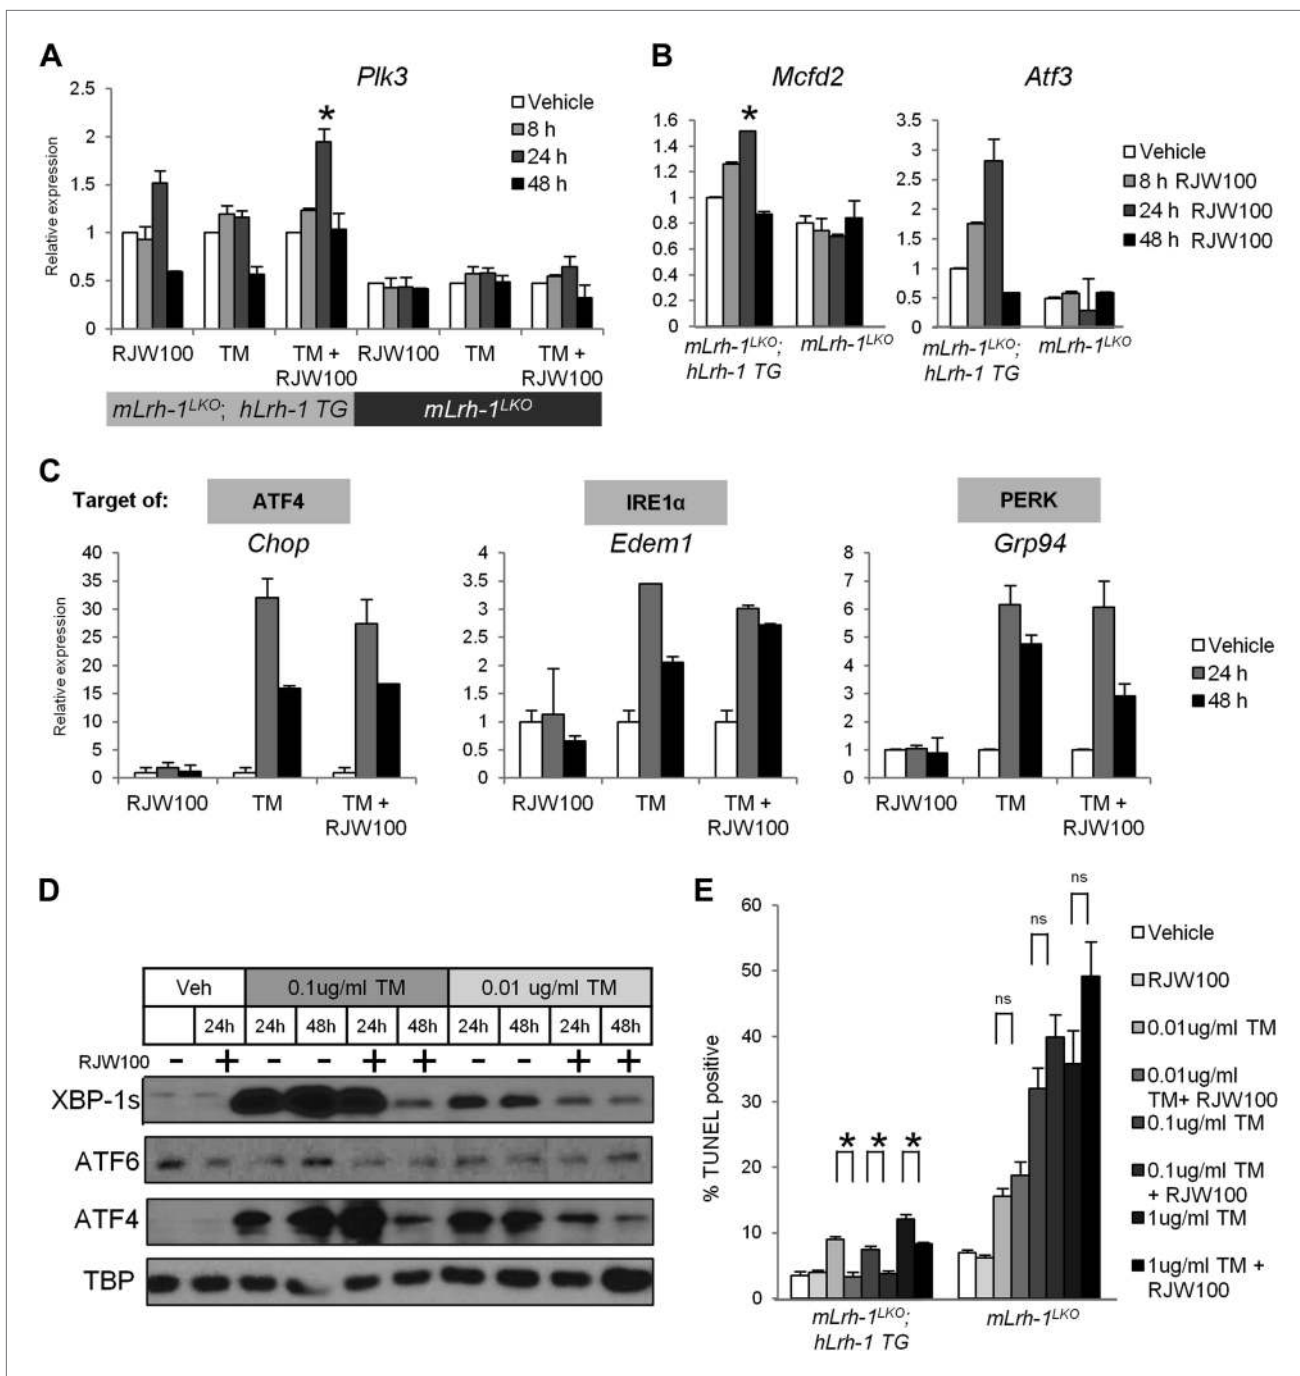 A
Plk3
*
Relative expression
2.5
2
1.5
1
0.5
0
Vehicle
8 h
24 h
48 h
RJW100 TM TM + RJW100 RJW100 TM TM + RJW100
mLrh-1LKO; hLrh-1 TG mLrh-1LKO
B
Mcfd2
Atf3
*
1.6
1.4
1.2
1
0.8
0.6
0.4
0.2
0
mLrh-1LKO; mLrh-1LKO
hLrh-1 TG
3.5
3
2.5
2
1.5
1
0.5
0
mLrh-1LKO; mLrh-1LKO
hLrh-1 TG
Vehicle
8 h RJW100
24 h RJW100
48 h RJW100
C
Target of: ATF4 IRE1α PERK
Chop Edem1 Grp94
Relative expression
40
35
30
25
20
15
10
5
0
RJW100 TM TM +
RJW100
4
3.5
3
2.5
2
1.5
1
0.5
0
RJW100 TM TM +
RJW100
8
7
6
5
4
3
2
1
0
RJW100 TM TM +
RJW100
Vehicle
24 h
48 h
D
Veh 0.1ug/ml TM 0.01 ug/ml TM
24h 24h 48h 24h 48h 24h 48h 24h 48h
RJW100 - + - - + + - - + +
XBP-1s
ATF6
ATF4
TBP
E
% TUNEL positive
60
50
40
30
20
10
0
* * *
ns
ns
ns
mLrh-1LKO; mLrh-1LKO
hLrh-1 TG
Vehicle
RJW100
0.01ug/ml TM
0.01ug/ml
TM+ RJW100
0.1ug/ml TM
0.1ug/ml TM
+ RJW100
1ug/ml TM
1ug/ml TM +
RJW100